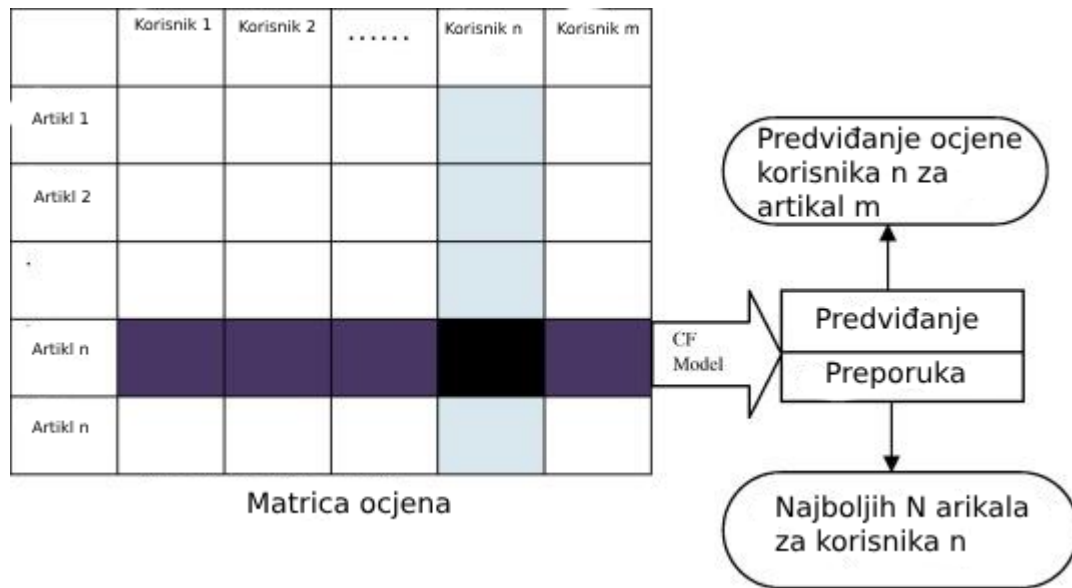 Korisnik 1 Korisnik 2 ...... Korisnik n Korisnik m
Artikl 1
Artikl 2
.
Artikl n
Artikl n
Matrica ocjena
CF
Model
Predviđanje ocjene
korisnika n za
artikal m
Predviđanje
Preporuka
Najboljih N arikala
za korisnika n